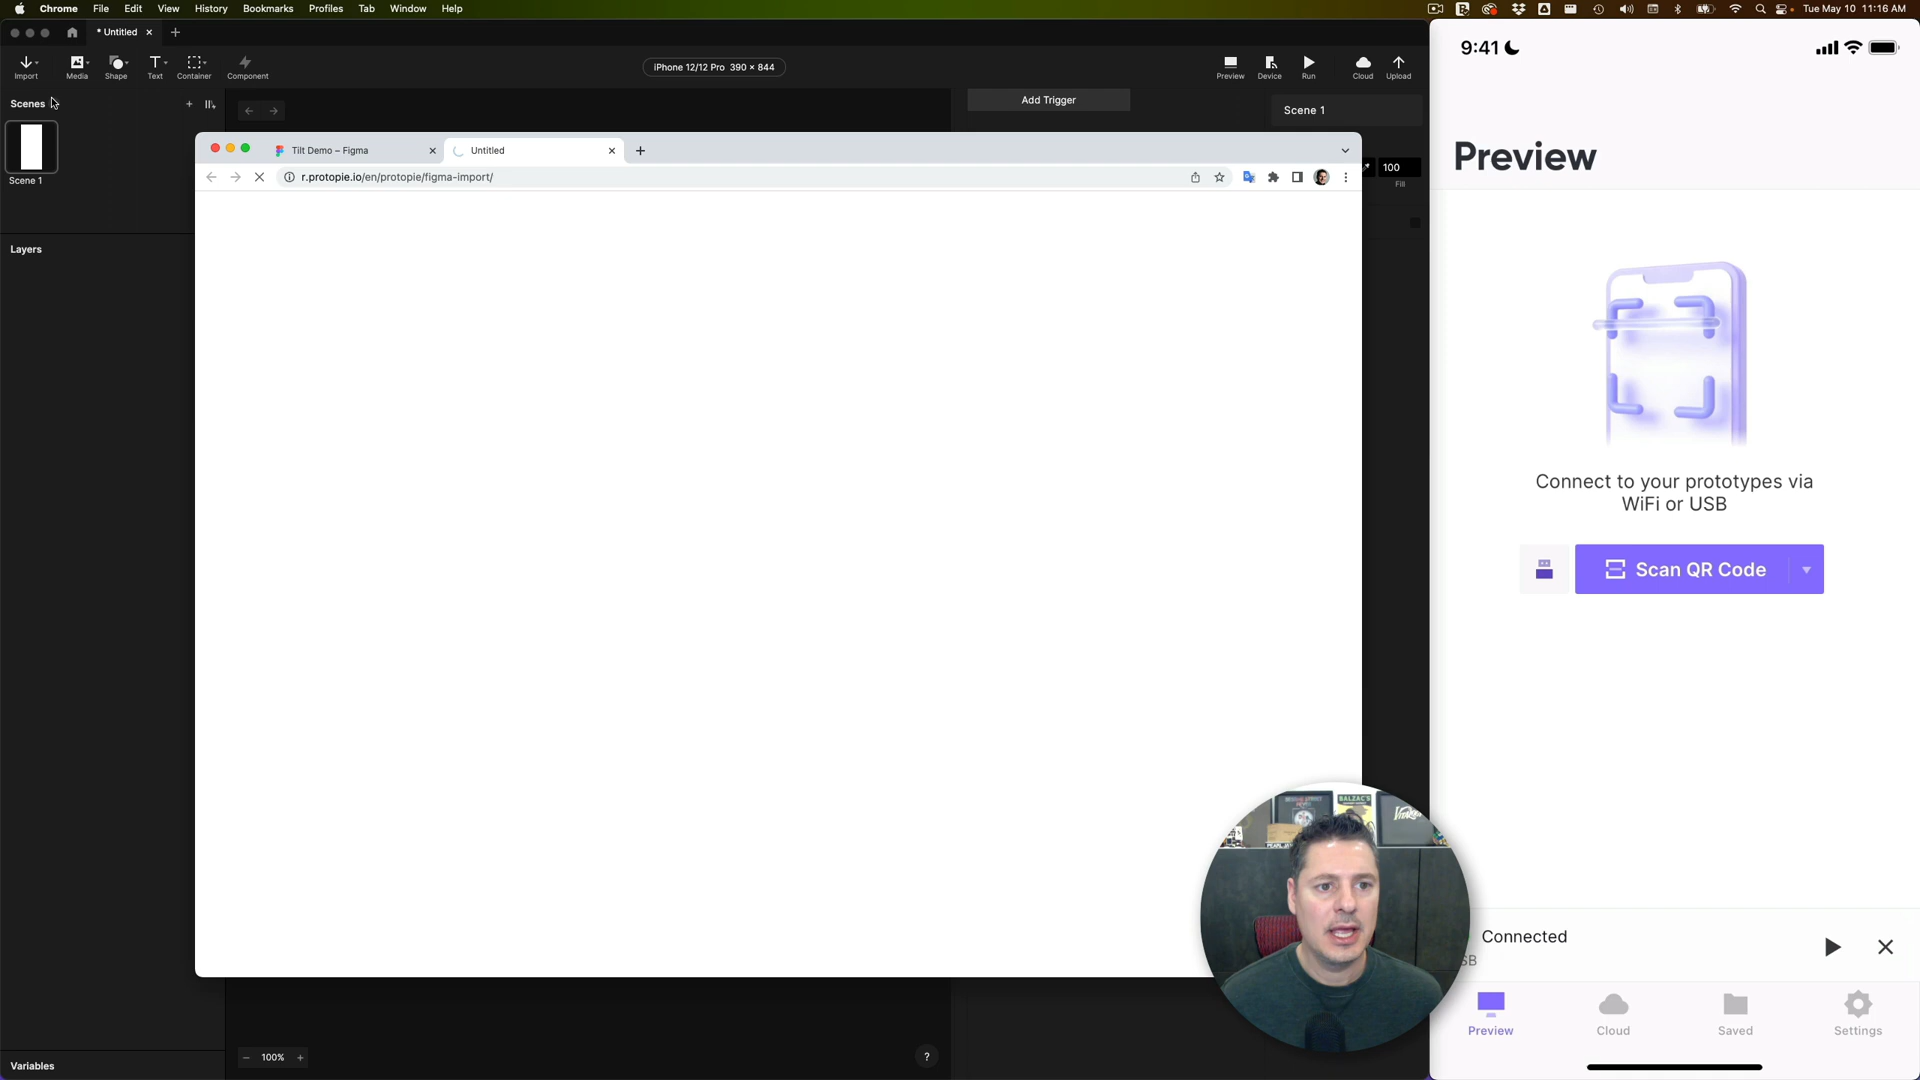 Chrome File Edit View History Bookmarks Profiles Tab Window Help
Tue May 10 11:16 AM
* Untitled
Import Media Shape Text Container Component
iPhone 12/12 Pro 390 × 844
Preview Device Run Cloud Upload
Scenes
Add Trigger
Scene 1
100
Fill
Scene 1
Layers
Tilt Demo – Figma
Untitled
r.protopie.io/en/protopie/figma-import/
100%
?
Variables
9:41
Preview
Connect to your prototypes via
WiFi or USB
Scan QR Code
BALZAC'S
Connected
SB
Preview Cloud Saved Settings